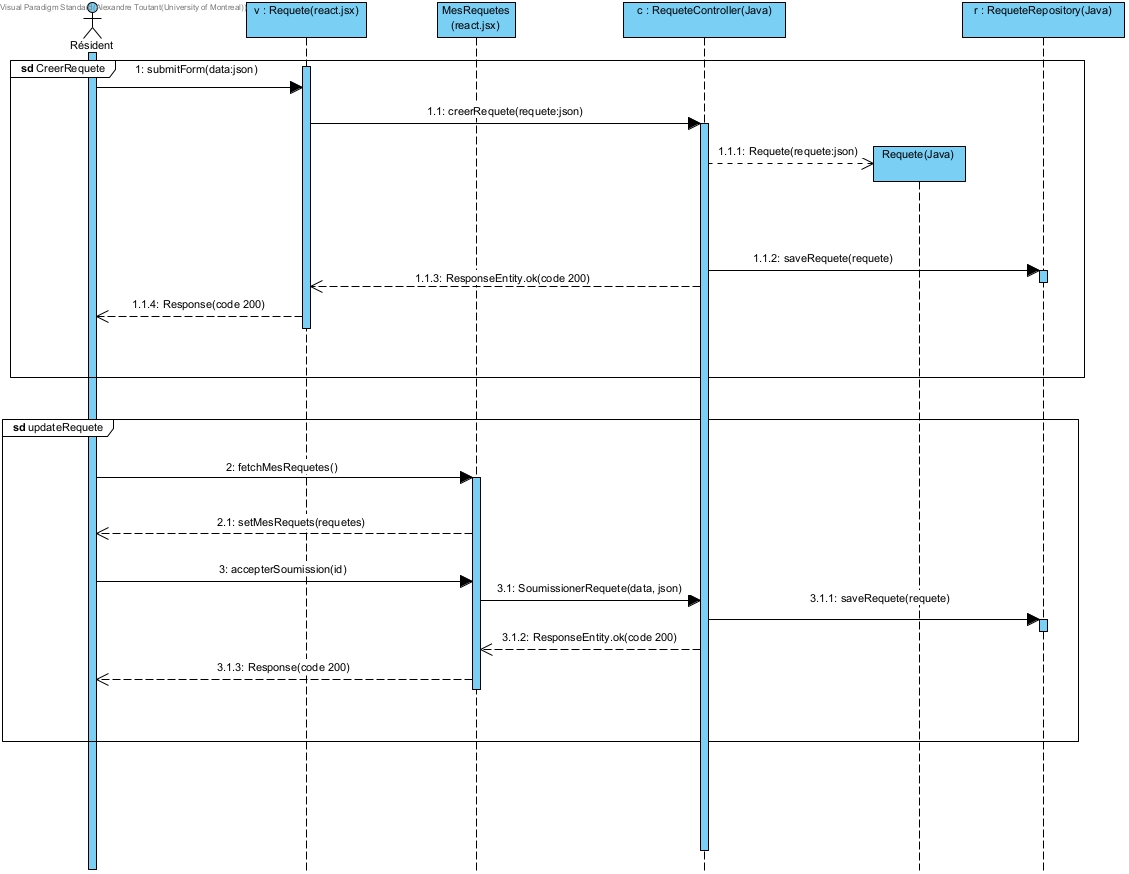 Visual Paradigm Standard(Alexandre Toutant(University of Montreal))
Résident
v : Requete(react.jsx)
MesRequetes
(react.jsx)
c : RequeteController(Java)
r : RequeteRepository(Java)
sd CreerRequete
1: submitForm(data:json)
1.1: creerRequete(requete:json)
1.1.1: Requete(requete:json)
Requete(Java)
1.1.2: saveRequete(requete)
1.1.3: ResponseEntity.ok(code 200)
1.1.4: Response(code 200)
sd updateRequete
2: fetchMesRequetes()
2.1: setMesRequets(requetes)
3: accepterSoumission(id)
3.1: SoumissionerRequete(data, json)
3.1.1: saveRequete(requete)
3.1.2: ResponseEntity.ok(code 200)
3.1.3: Response(code 200)